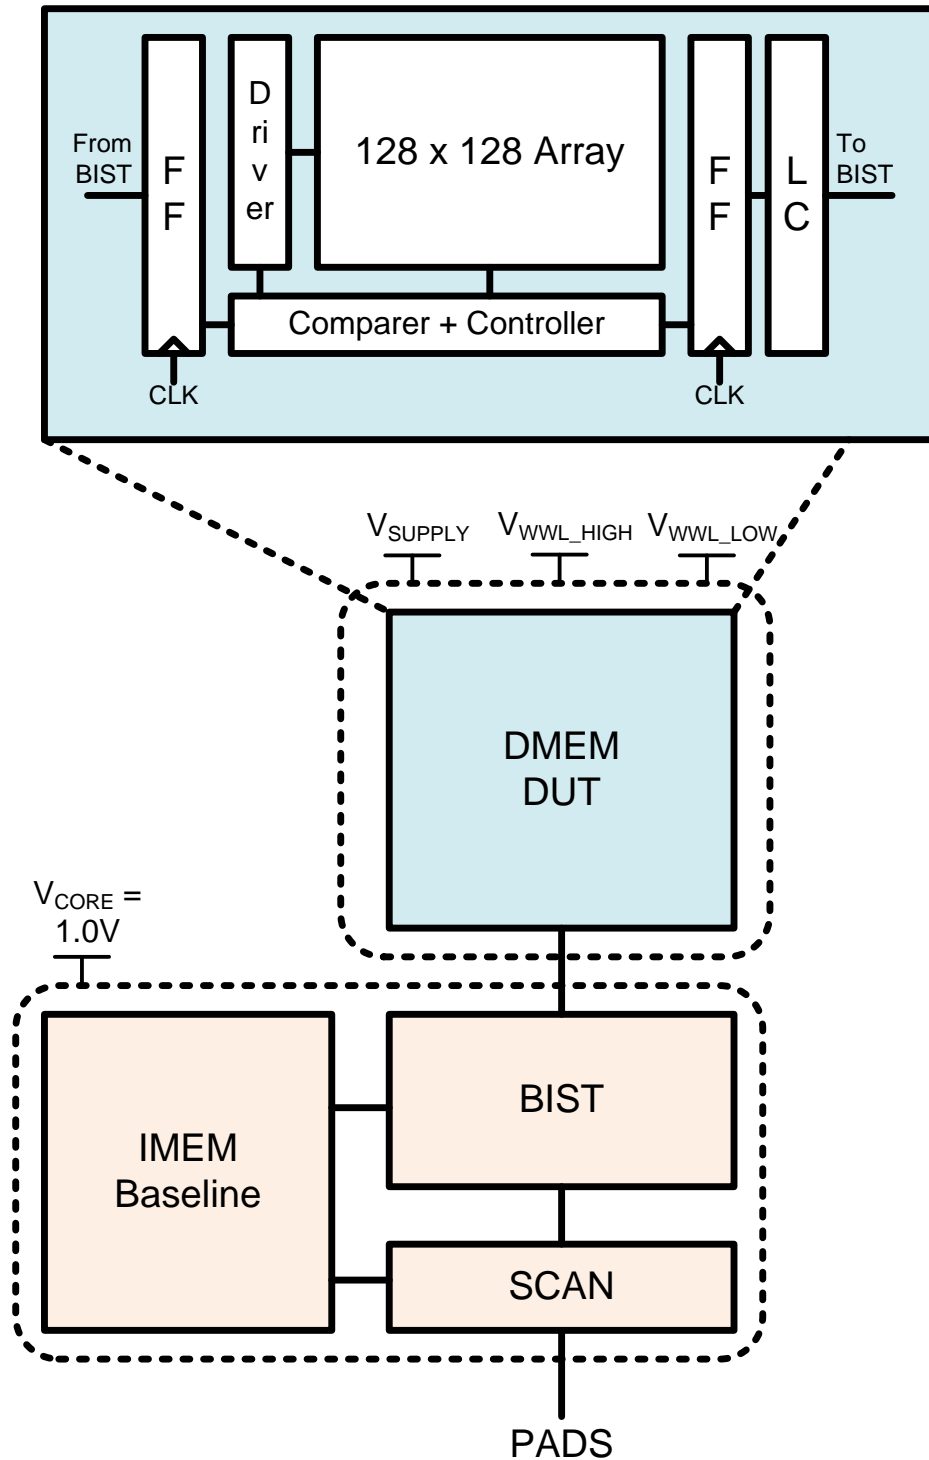 From
BIST
F
F
D
ri
v
er
128 x 128 Array
F
F
L
C
To
BIST
Comparer + Controller
CLK
CLK
VSUPPLY
VWWL_HIGH
VWWL_LOW
DMEM
DUT
VCORE =
1.0V
BIST
IMEM
Baseline
SCAN
PADS